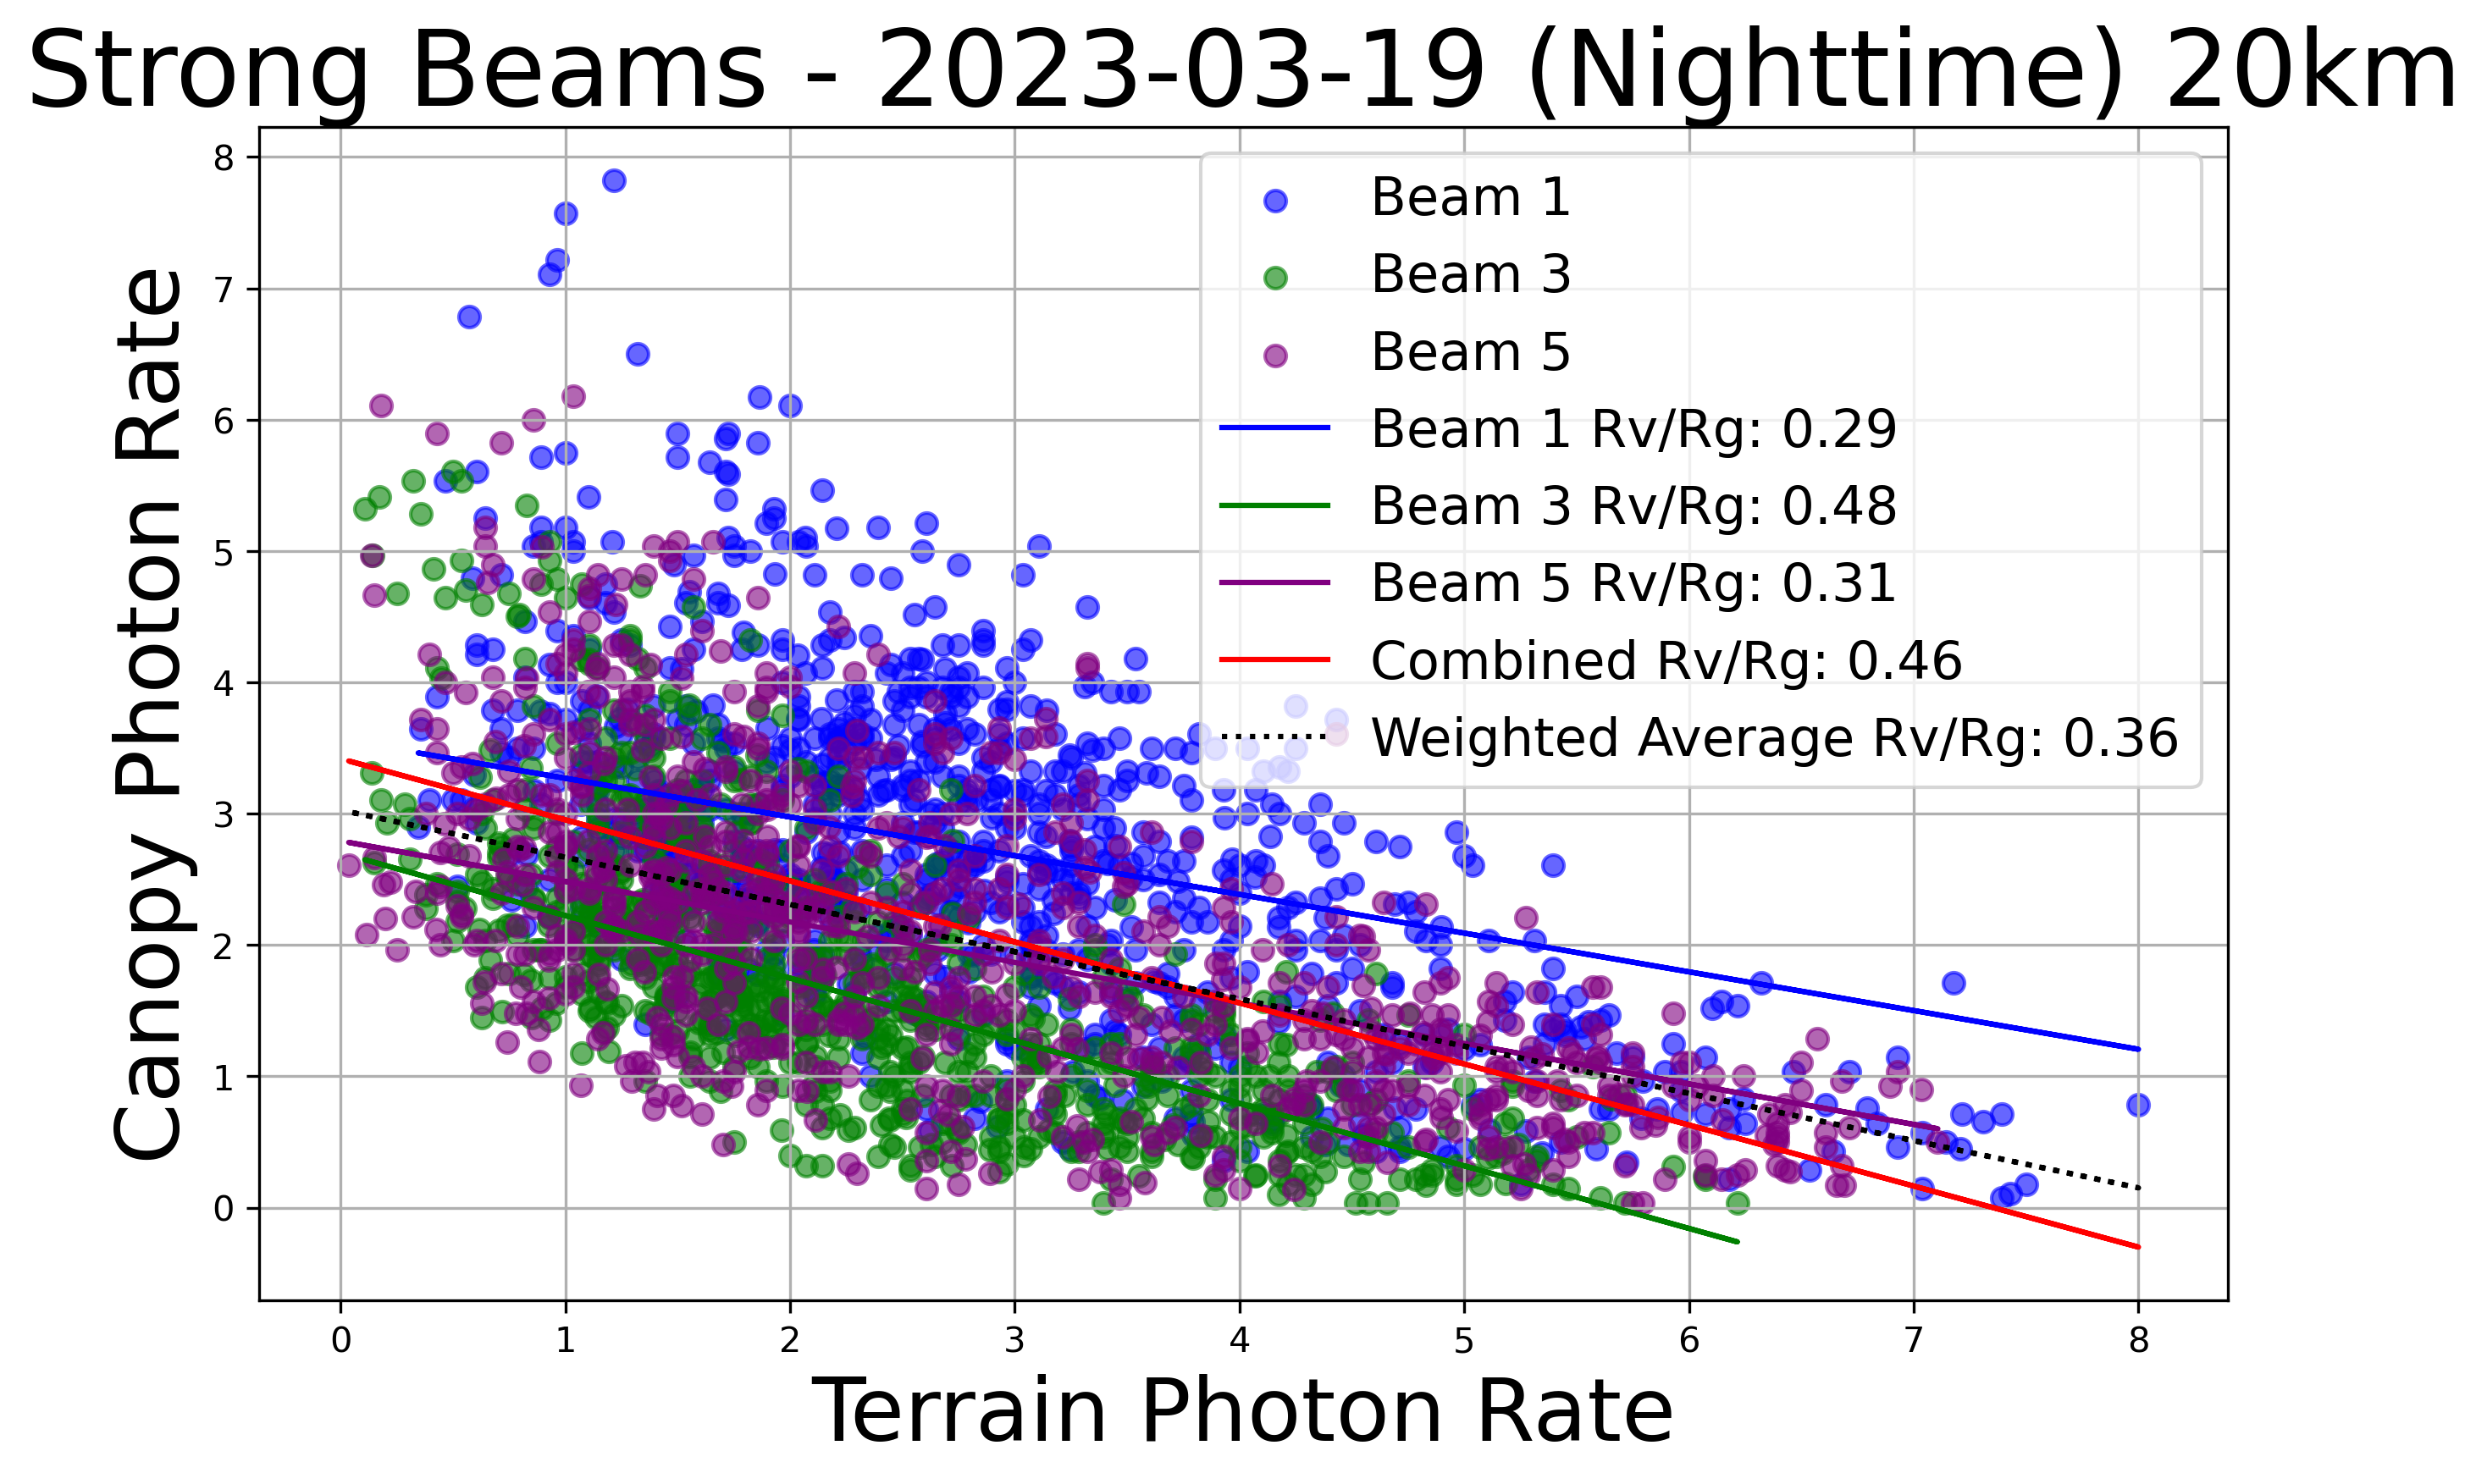 Strong Beams - 2023-03-19 (Nighttime) 20km
Canopy Photon Rate
8
7
6
5
4
3
2
1
0
Beam 1
Beam 3
Beam 5
Beam 1 Rv/Rg: 0.29
Beam 3 Rv/Rg: 0.48
Beam 5 Rv/Rg: 0.31
Combined Rv/Rg: 0.46
Weighted Average Rv/Rg: 0.36
0 1 2 3 4 5 6 7 8
Terrain Photon Rate